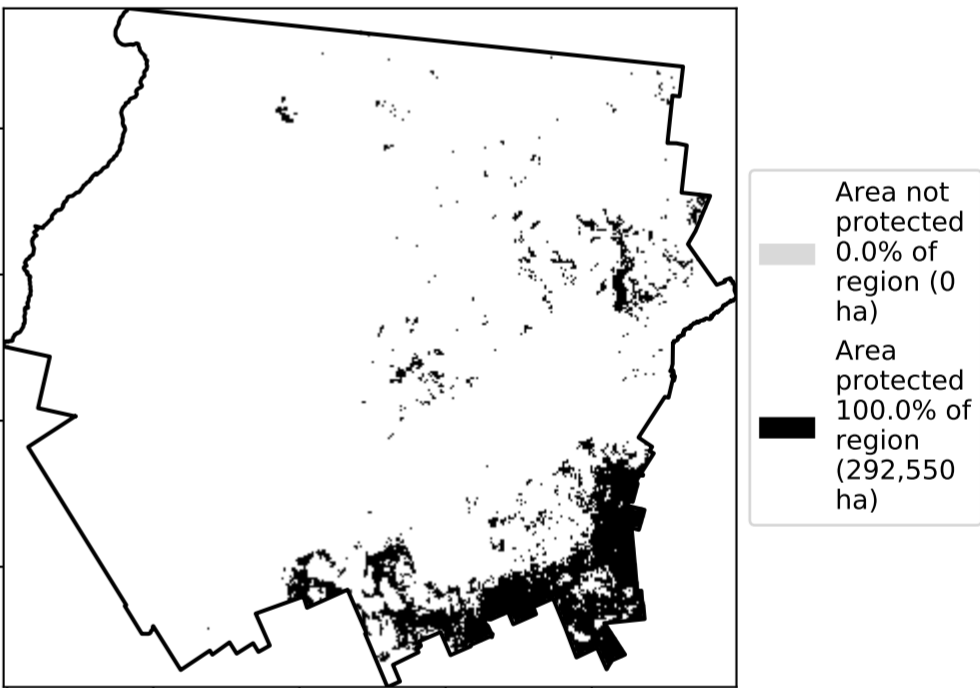 Area not
protected
0.0% of
region (0
ha)
Area
protected
100.0% of
region
(292,550
ha)